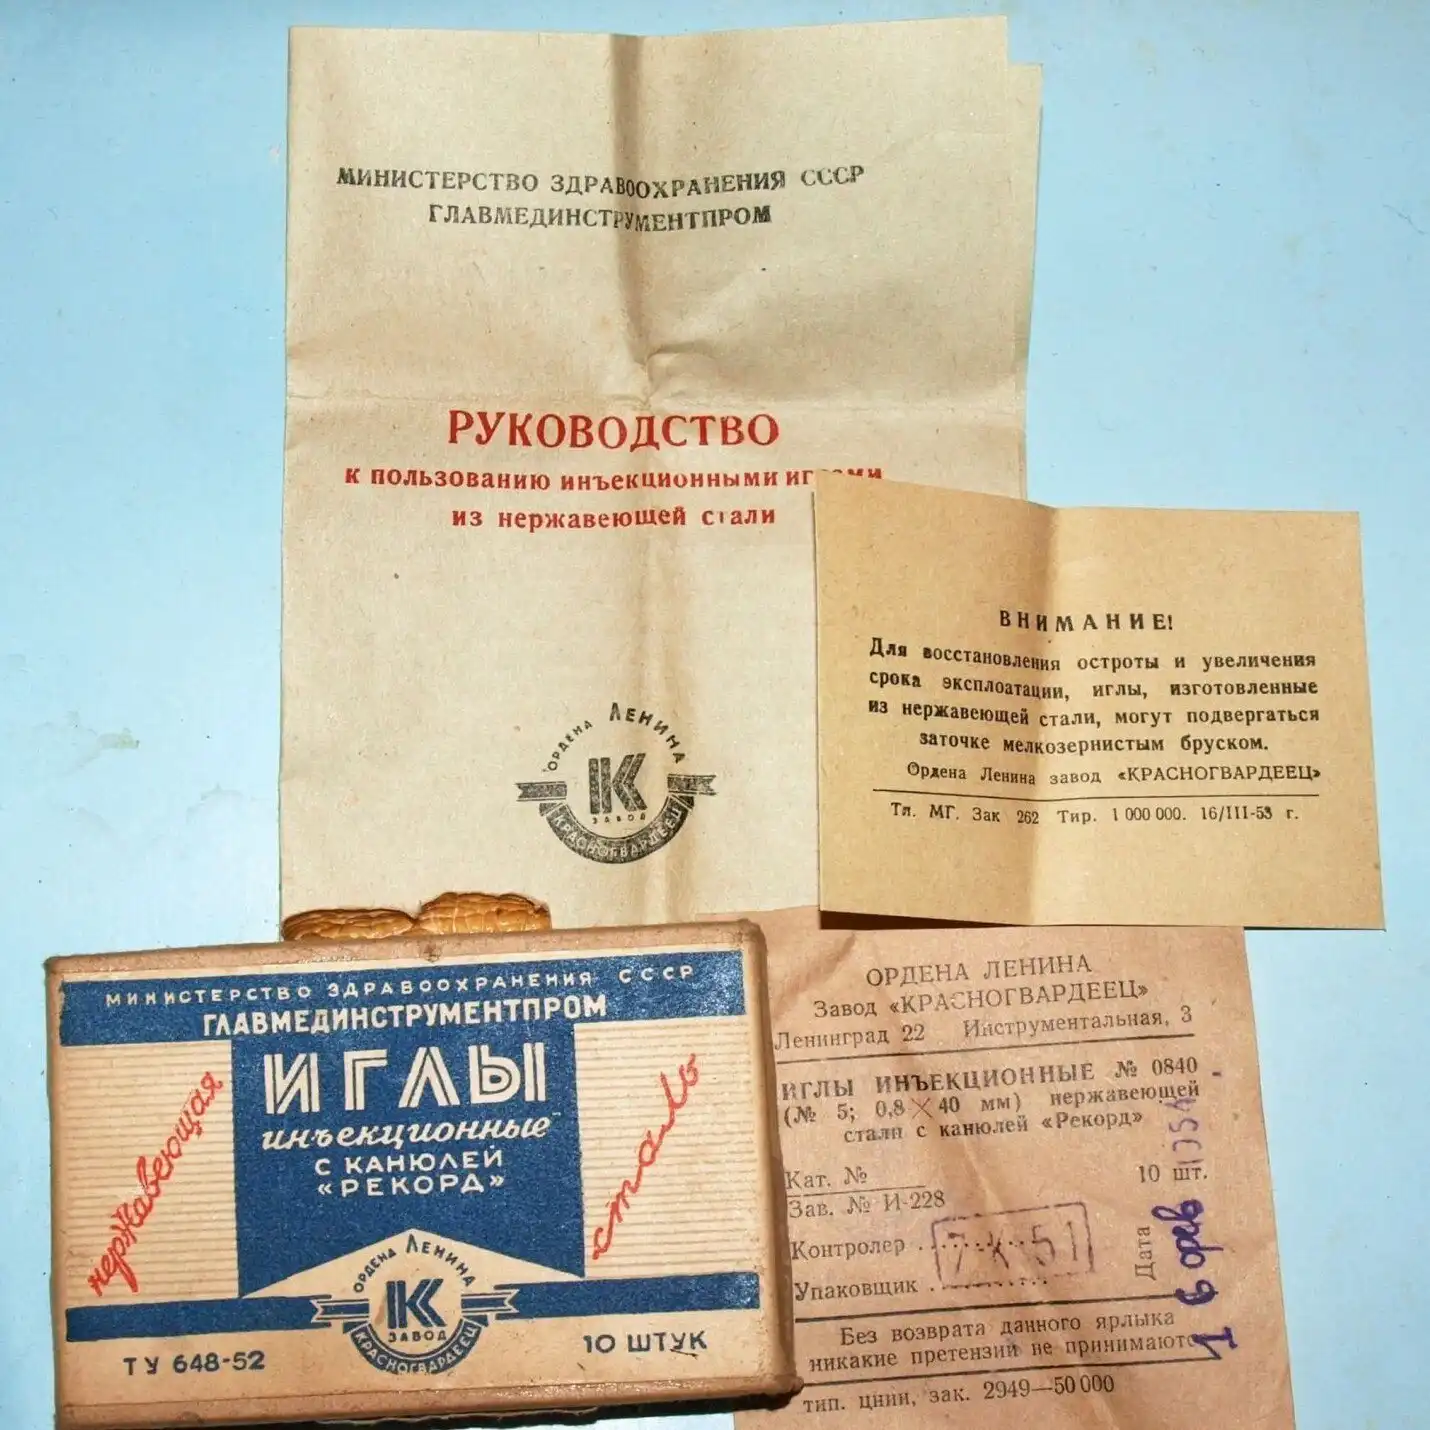 МИНИСТЕРСТВО ЗДРАВООХРАНЕНИЯ СССР
ГЛАВМЕДИНСТРУМЕНТПРОМ
РУКОВОДСТВО
к пользованию инъекционными иглами
из нержавеющей стали
ОРДЕНА ЛЕНИНА
К
ЗАВОД
КРАСНОГВАРДЕЕЦ
ВНИМАНИЕ!
Для восстановления остроты и увеличения
срока эксплоатации, иглы, изготовленные
из нержавеющей стали, могут подвергаться
заточке мелкозернистым бруском.
Ордена Ленина завод «КРАСНОГВАРДЕЕЦ»
Тл. МГ. Зак 262 Тир. 1 000 000. 16/III-53 г.
МИНИСТЕРСТВО ЗДРАВООХРАНЕНИЯ СССР
ГЛАВМЕДИНСТРУМЕНТПРОМ
ИГЛЫ
инъекционные
С КАНЮЛЕЙ
«РЕКОРД»
нержавеющая
сталь
ОРДЕНА ЛЕНИНА
К
ЗАВОД
КРАСНОГВАРДЕЕЦ
ТУ 648-52
10 ШТУК
ОРДЕНА ЛЕНИНА
Завод «КРАСНОГВАРДЕЕЦ»
Ленинград 22 Инструментальная, 3
ИГЛЫ ИНЪЕКЦИОННЫЕ № 0840
(№ 5; 0,8×40 мм) нержавеющей
стали с канюлей «Рекорд»
Кат. № 10 шт.
Зав. № И-228
Контролер
Упаковщик
Дата
Без возврата данного ярлыка
никакие претензии не принимаютс
тип. цнии, зак. 2949—50 000